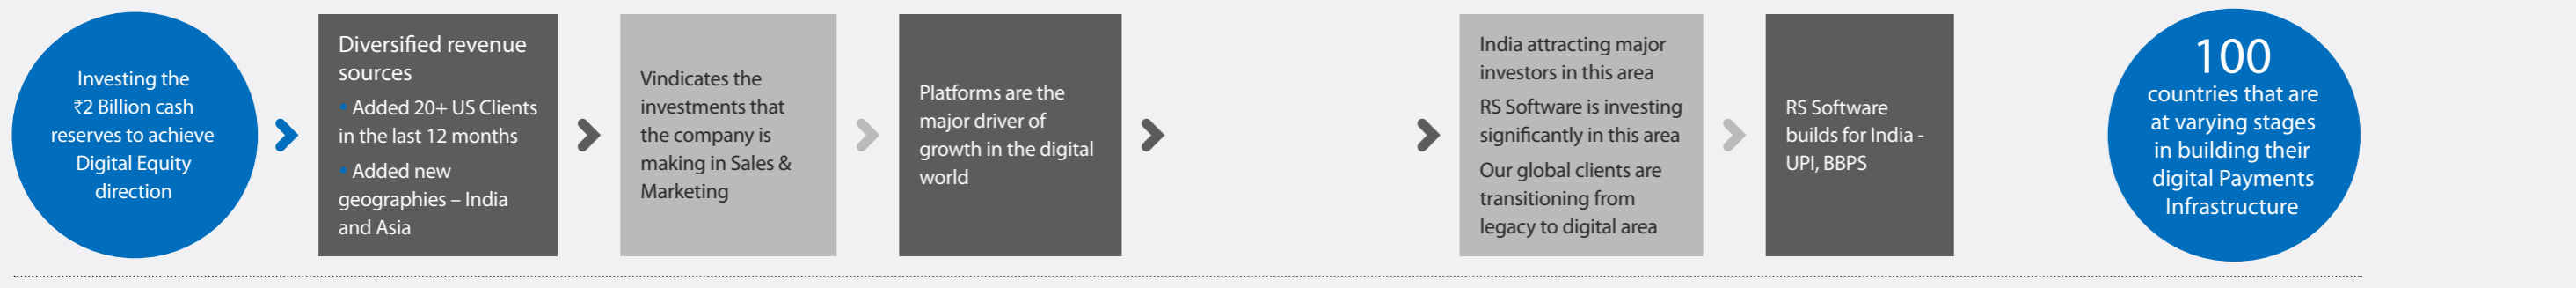 Investing the
₹2 Billion cash
reserves to achieve
Digital Equity
direction
Diversified revenue
sources
• Added 20+ US Clients
in the last 12 months
• Added new
geographies – India
and Asia
Vindicates the
investments that
the company is
making in Sales &
Marketing
Platforms are the
major driver of
growth in the digital
world
India attracting major
investors in this area
RS Software is investing
significantly in this area
Our global clients are
transitioning from
legacy to digital area
RS Software
builds for India -
UPI, BBPS
100
countries that are
at varying stages
in building their
digital Payments
Infrastructure